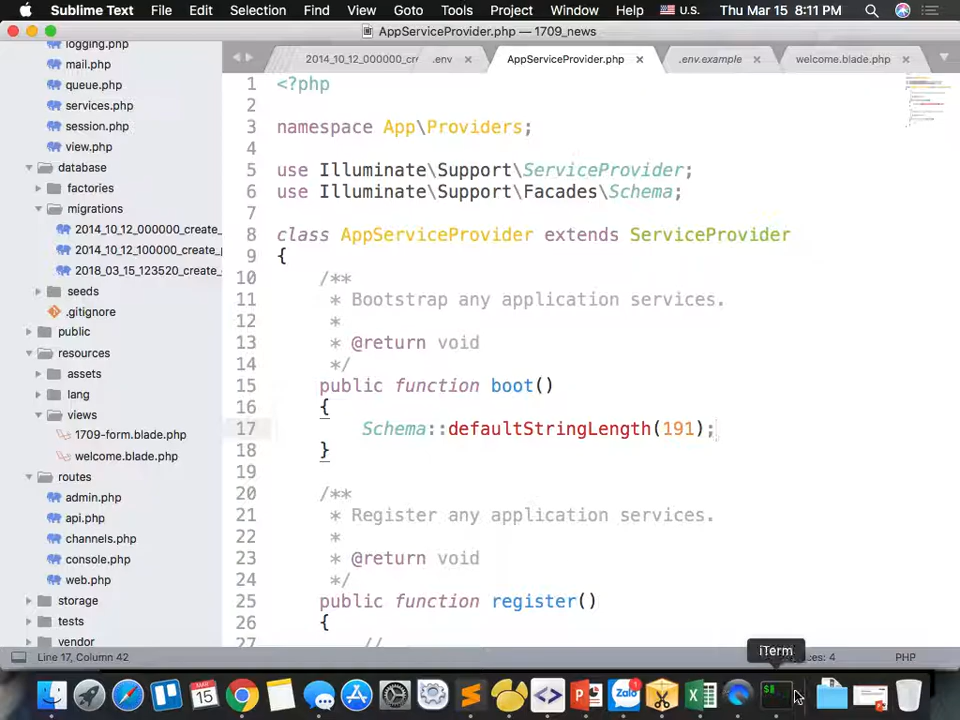 Sublime Text File Edit Selection Find View Goto Tools Project Window Help U.S. Thu Mar 15 8:11 PM
AppServiceProvider.php — 1709_news
2014_10_12_000000_cr .env × AppServiceProvider.php × .env.example × welcome.blade.php ×
logging.php
mail.php
queue.php
services.php
session.php
view.php
database
factories
migrations
2014_10_12_000000_create_
2014_10_12_100000_create_
2018_03_15_123520_create_
seeds
.gitignore
public
resources
assets
lang
views
1709-form.blade.php
welcome.blade.php
routes
admin.php
api.php
channels.php
console.php
web.php
storage
tests
vendor
1 <?php
2
3 namespace App\Providers;
4
5 use Illuminate\Support\ServiceProvider;
6 use Illuminate\Support\Facades\Schema;
7
8 class AppServiceProvider extends ServiceProvider
9 {
10 /**
11 * Bootstrap any application services.
12 *
13 * @return void
14 */
15 public function boot()
16 {
17 Schema::defaultStringLength(191);
18 }
19
20 /**
21 * Register any application services.
22 *
23 * @return void
24 */
25 public function register()
26 {
27 //
Line 17, Column 42 : 4 PHP
iTerm
15
Zalo
1
$